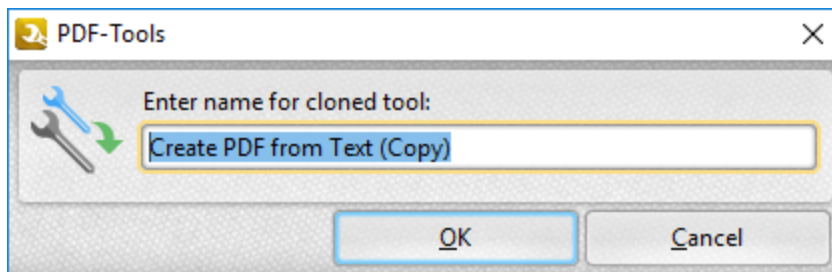 PDF-Tools
Enter name for cloned tool:
Create PDF from Text (Copy)
OK Cancel